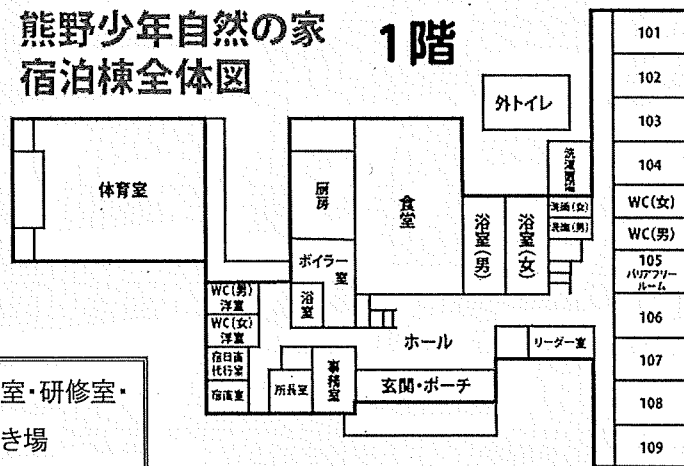 熊野少年自然の家
宿泊棟全体図
1階
外トイレ
体育室
厨房
食堂
ボイラー
室
浴室
浴室(男)
浴室(女)
洗面(女)
洗面(男)
WC(男)
洋室
WC(女)
洋室
宿日直
代行室
宿直室
所長室
事務室
ホール
玄関・ポーチ
リーダー室
101
102
103
104
WC(女)
WC(男)
105
バリアフリー
ルーム
106
107
108
109
室・研修室・
き場